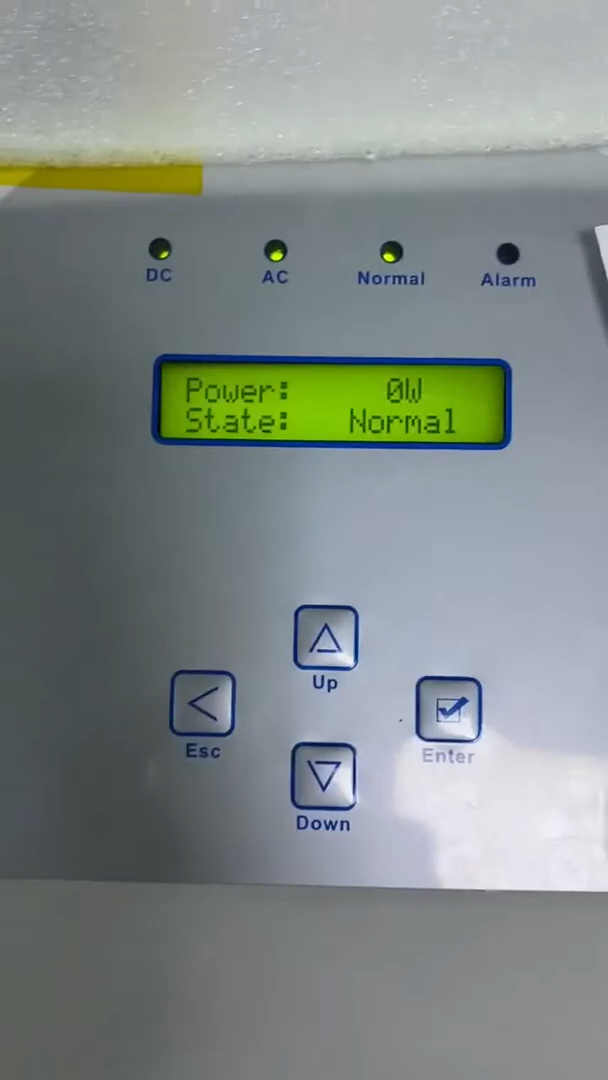 DC AC Normal Alarm
Power: 0W
State: Normal
Up
Esc
Enter
Down